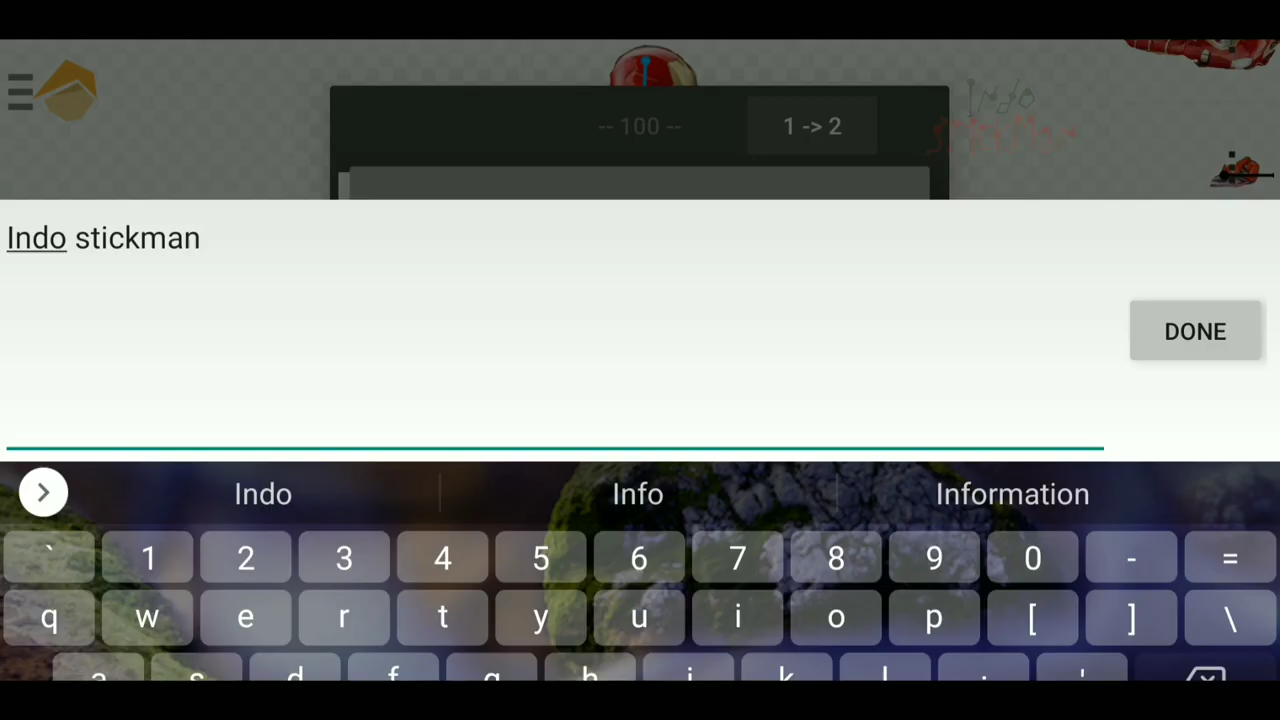 -- 100 --
1 -> 2
Indo
Indo stickman
DONE
Indo Info Information
` 1 2 3 4 5 6 7 8 9 0 - =
q w e r t y u i o p [ ] \
a s d f g h j k l ; '